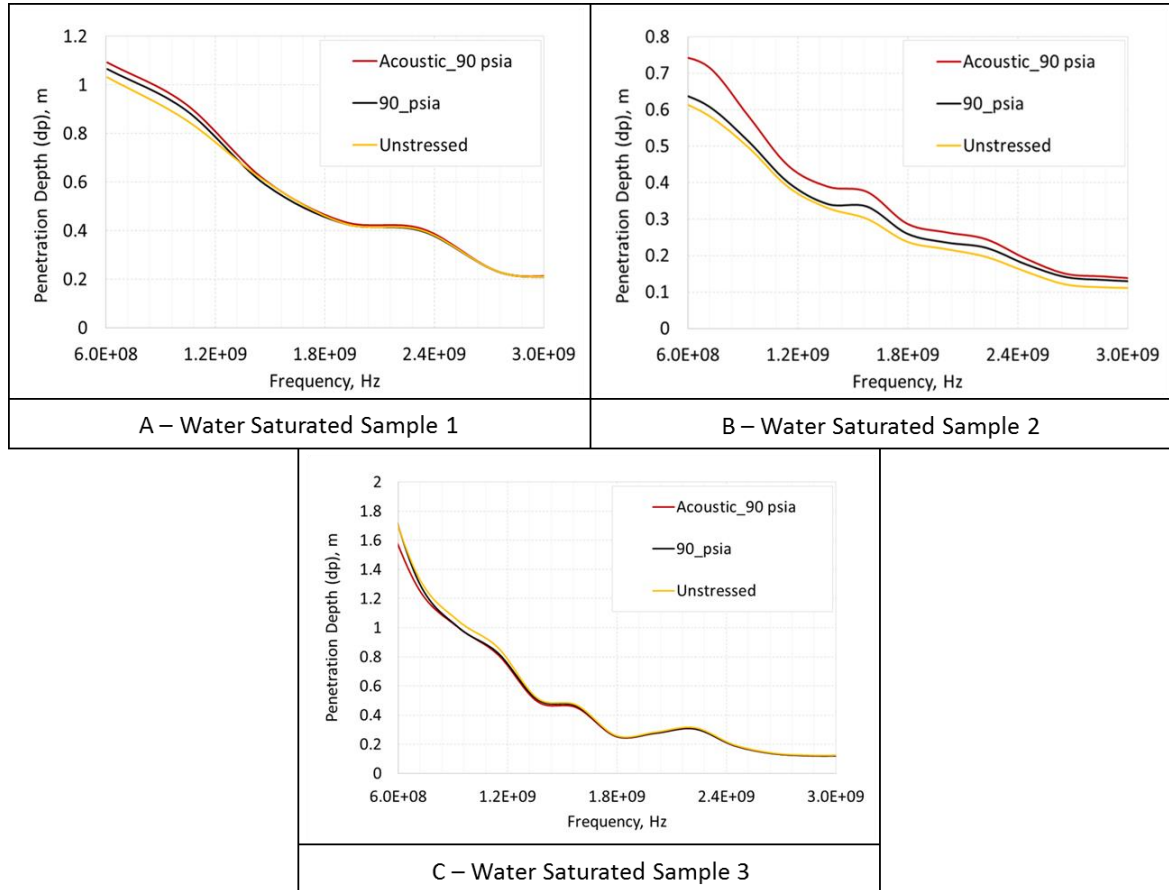 1.2
1
0.8
0.6
0.4
0.2
0
Penetration Depth (dp), m
Acoustic_90 psia
90_psia
Unstressed
6.0E+08 1.2E+09 1.8E+09 2.4E+09 3.0E+09
Frequency, Hz
A – Water Saturated Sample 1
0.8
0.7
0.6
0.5
0.4
0.3
0.2
0.1
0
Penetration Depth (dp), m
Acoustic_90 psia
90_psia
Unstressed
6.0E+08 1.2E+09 1.8E+09 2.4E+09 3.0E+09
Frequency, Hz
B – Water Saturated Sample 2
2
1.8
1.6
1.4
1.2
1
0.8
0.6
0.4
0.2
0
Penetration Depth (dp), m
Acoustic_90 psia
90_psia
Unstressed
6.0E+08 1.2E+09 1.8E+09 2.4E+09 3.0E+09
Frequency, Hz
C – Water Saturated Sample 3